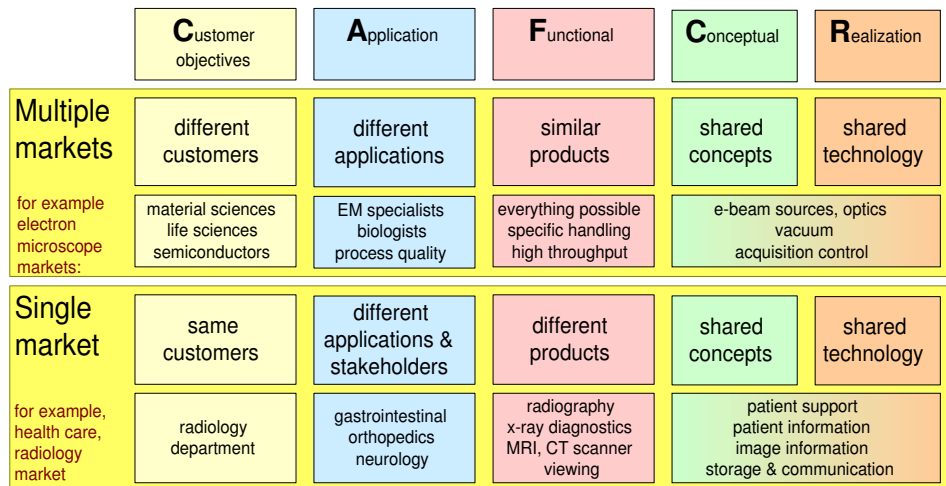 Customer
objectives
Application
Functional
Conceptual
Realization
Multiple
markets
different
customers
different
applications
similar
products
shared
concepts
shared
technology
for example
electron
microscope
markets:
material sciences
life sciences
semiconductors
EM specialists
biologists
process quality
everything possible
specific handling
high throughput
e-beam sources, optics
vacuum
acquisition control
Single
market
same
customers
different
applications &
stakeholders
different
products
shared
concepts
shared
technology
for example,
health care,
radiology
market
radiology
department
gastrointestinal
orthopedics
neurology
radiography
x-ray diagnostics
MRI, CT scanner
viewing
patient support
patient information
image information
storage & communication